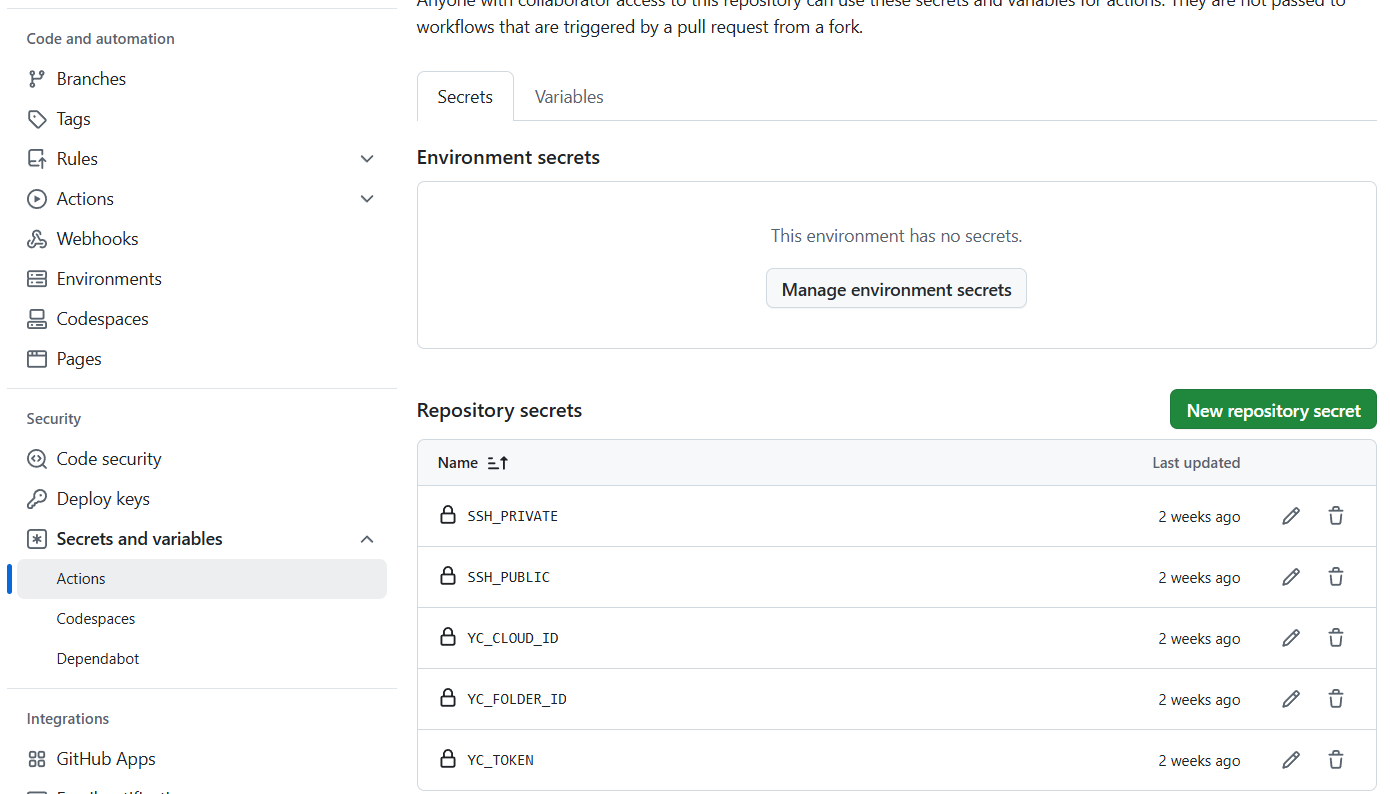 Anyone with collaborator access to this repository can use these secrets and variables for actions. They are not passed to
workflows that are triggered by a pull request from a fork.
Code and automation
Branches
Tags
Rules
Actions
Webhooks
Environments
Codespaces
Pages
Security
Code security
Deploy keys
Secrets and variables
Actions
Codespaces
Dependabot
Integrations
GitHub Apps
Secrets Variables
Environment secrets
This environment has no secrets.
Manage environment secrets
Repository secrets
New repository secret
Name Last updated
SSH_PRIVATE 2 weeks ago
SSH_PUBLIC 2 weeks ago
YC_CLOUD_ID 2 weeks ago
YC_FOLDER_ID 2 weeks ago
YC_TOKEN 2 weeks ago